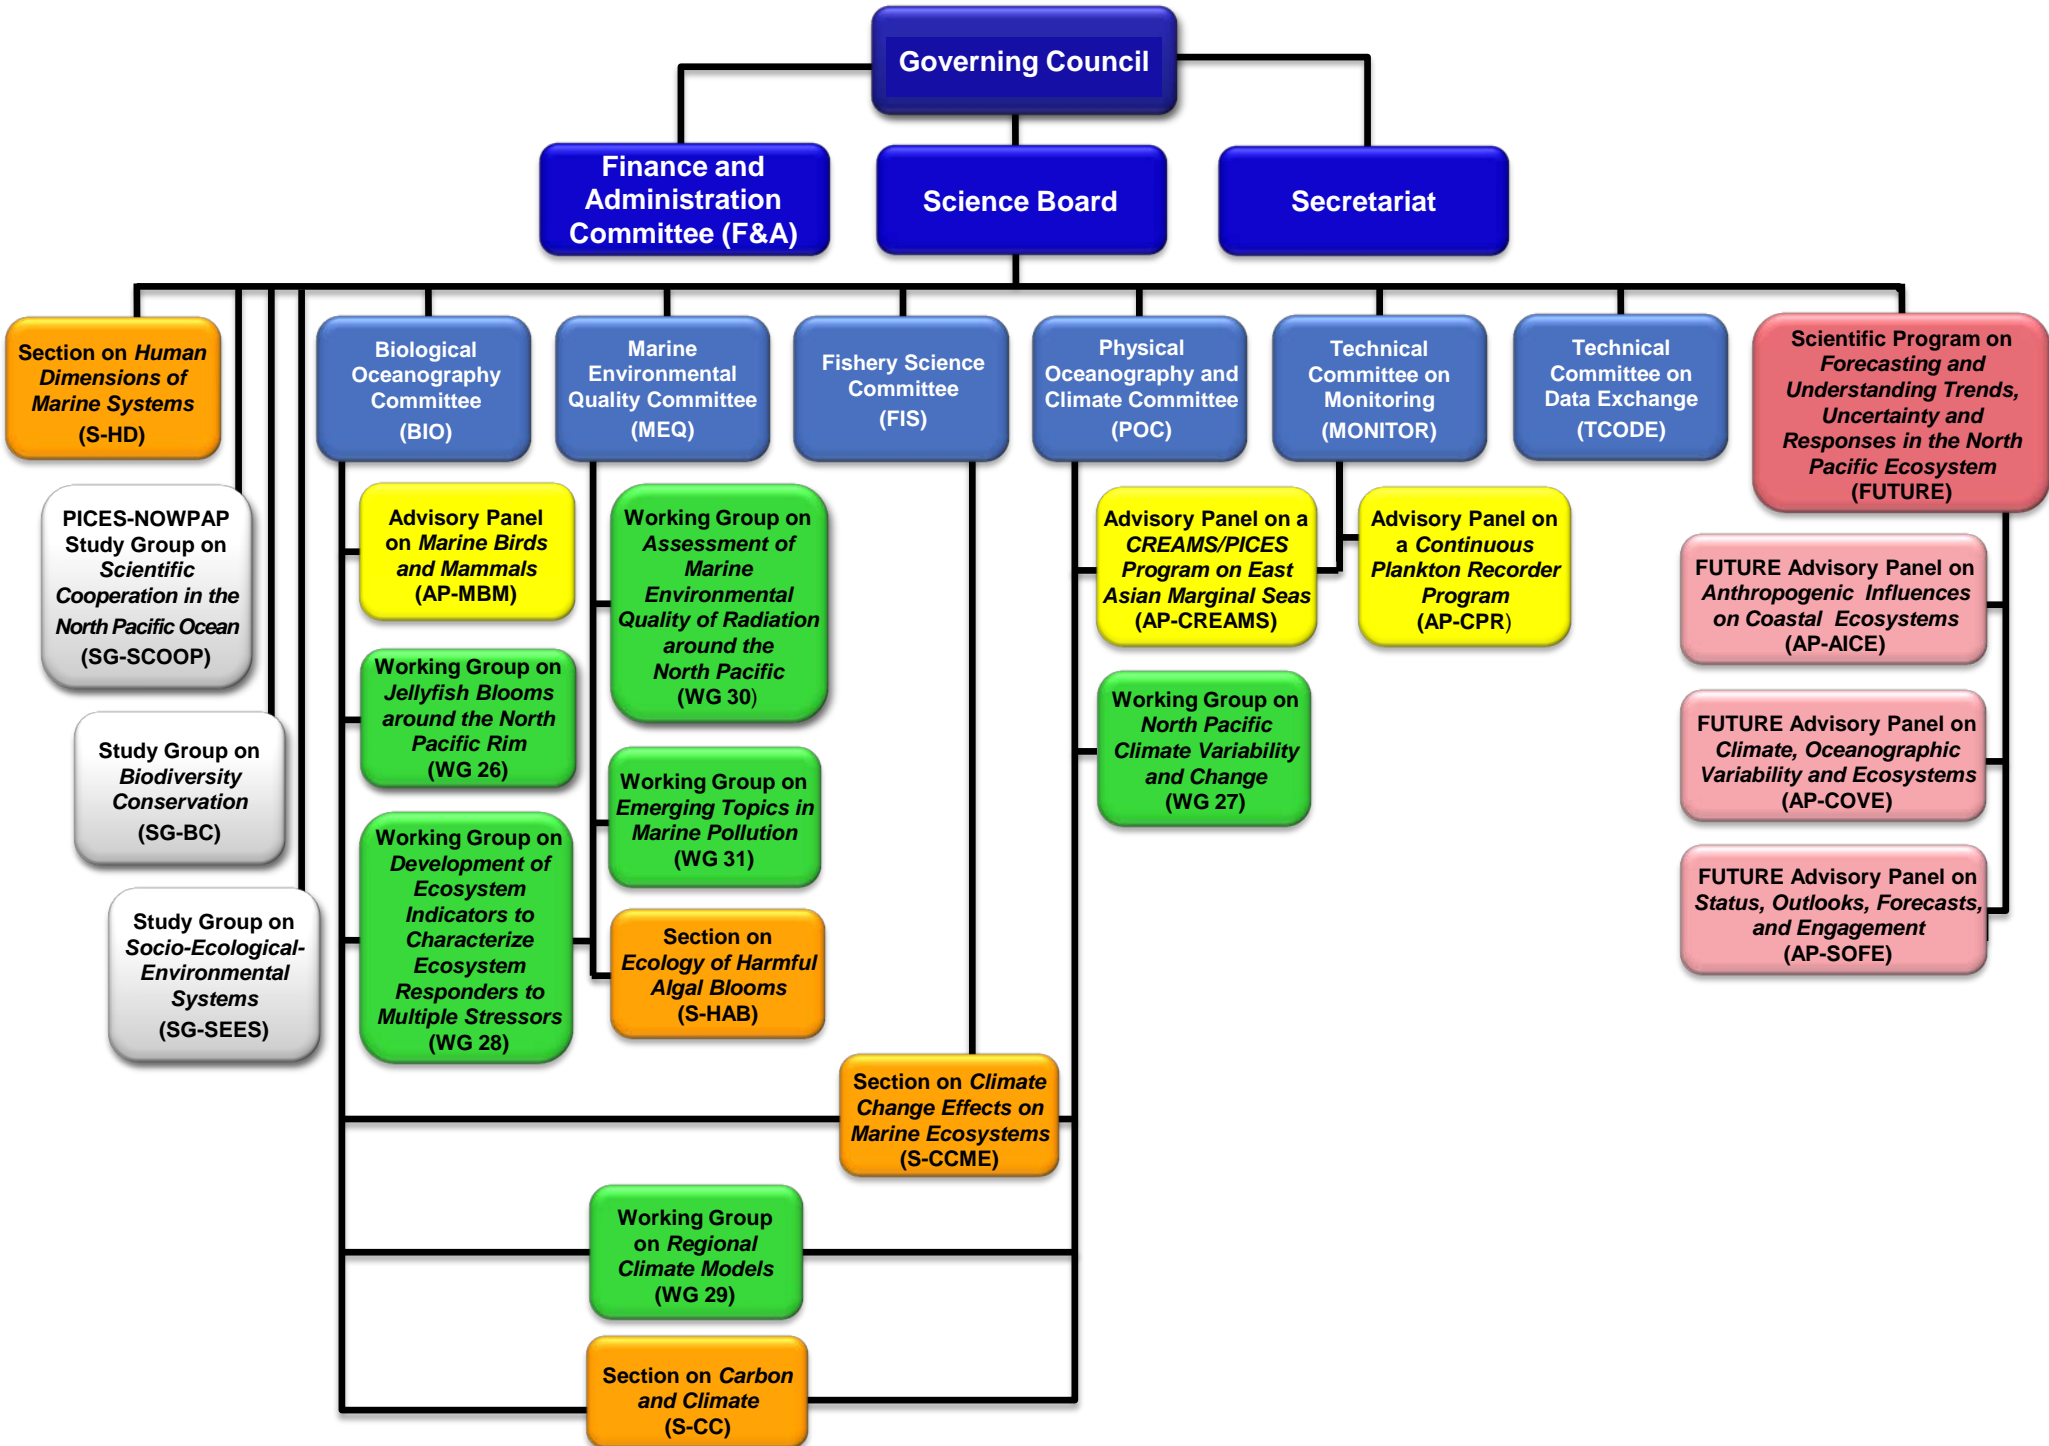 Governing Council
Finance and
Administration
Committee (F&A)
Science Board
Secretariat
Section on Human
Dimensions of
Marine Systems
(S-HD)
Biological
Oceanography
Committee
(BIO)
Marine
Environmental
Quality Committee
(MEQ)
Fishery Science
Committee
(FIS)
Physical
Oceanography and
Climate Committee
(POC)
Technical
Committee on
Monitoring
(MONITOR)
Technical
Committee on
Data Exchange
(TCODE)
Scientific Program on
Forecasting and
Understanding Trends,
Uncertainty and
Responses in the North
Pacific Ecosystem
(FUTURE)
PICES-NOWPAP
Study Group on
Scientific
Cooperation in the
North Pacific Ocean
(SG-SCOOP)
Study Group on
Biodiversity
Conservation
(SG-BC)
Study Group on
Socio-Ecological-
Environmental
Systems
(SG-SEES)
Advisory Panel
on Marine Birds
and Mammals
(AP-MBM)
Working Group on
Jellyfish Blooms
around the North
Pacific Rim
(WG 26)
Working Group on
Development of
Ecosystem
Indicators to
Characterize
Ecosystem
Responders to
Multiple Stressors
(WG 28)
Working Group on
Assessment of
Marine
Environmental
Quality of Radiation
around the
North Pacific
(WG 30)
Working Group on
Emerging Topics in
Marine Pollution
(WG 31)
Section on
Ecology of Harmful
Algal Blooms
(S-HAB)
Section on Climate
Change Effects on
Marine Ecosystems
(S-CCME)
Working Group
on Regional
Climate Models
(WG 29)
Section on Carbon
and Climate
(S-CC)
Advisory Panel on a
CREAMS/PICES
Program on East
Asian Marginal Seas
(AP-CREAMS)
Working Group on
North Pacific
Climate Variability
and Change
(WG 27)
Advisory Panel on
a Continuous
Plankton Recorder
Program
(AP-CPR)
FUTURE Advisory Panel on
Anthropogenic Influences
on Coastal Ecosystems
(AP-AICE)
FUTURE Advisory Panel on
Climate, Oceanographic
Variability and Ecosystems
(AP-COVE)
FUTURE Advisory Panel on
Status, Outlooks, Forecasts,
and Engagement
(AP-SOFE)